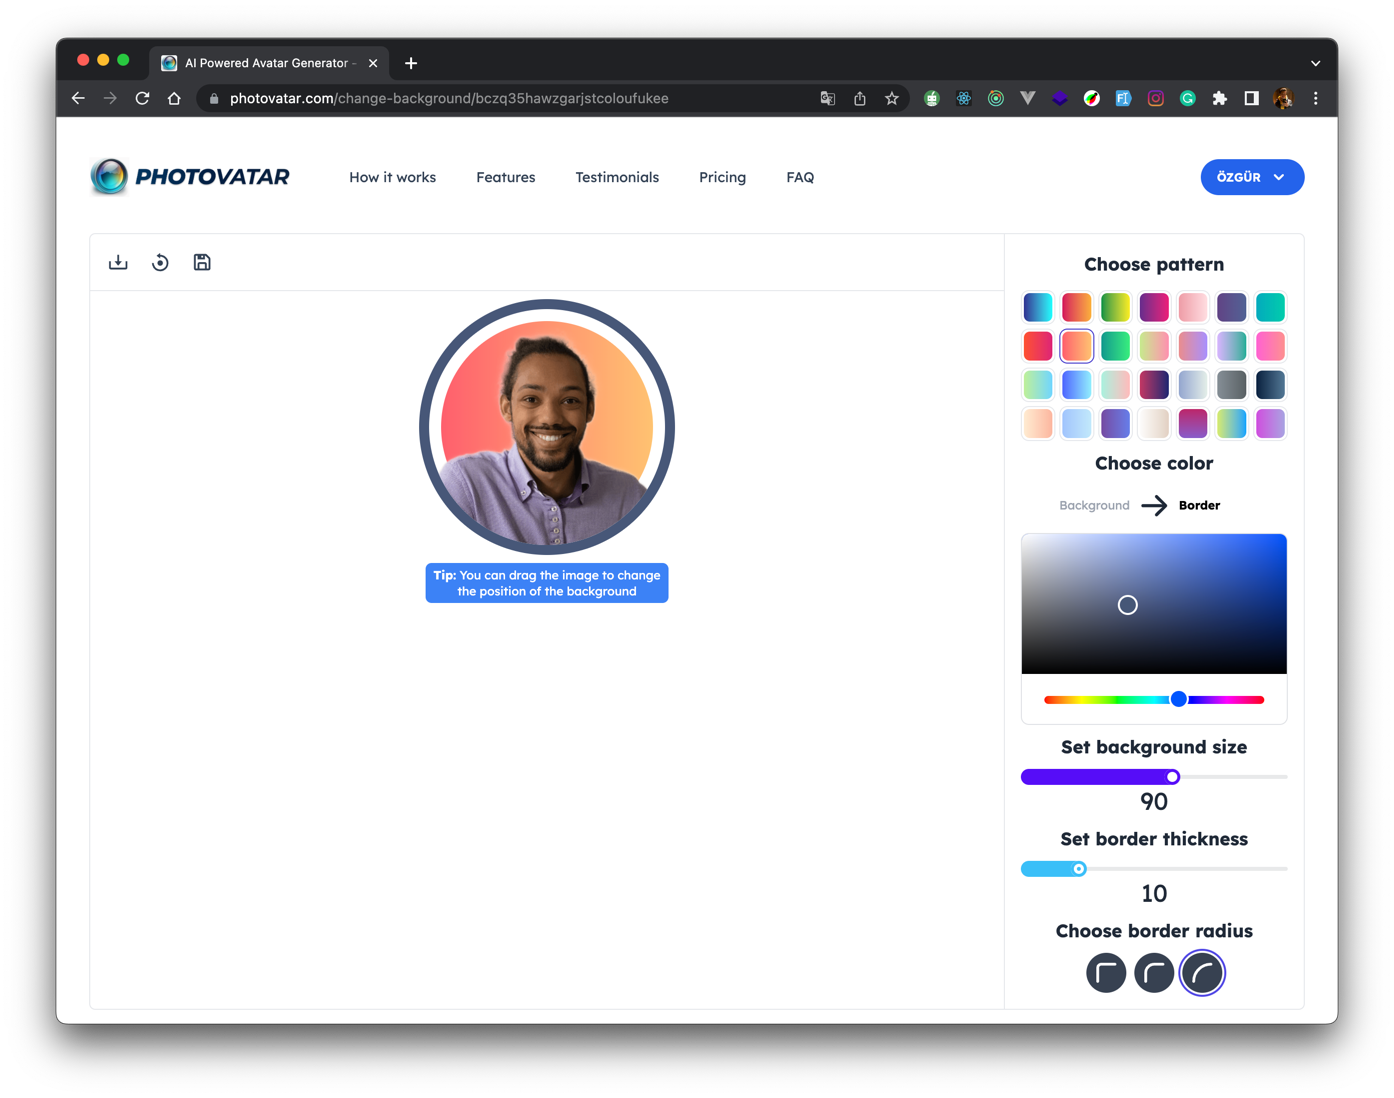 AI Powered Avatar Generator -
photovatar.com/change-background/bczq35hawzgarjstcoloufukee
PHOTOVATAR
How it works
Features
Testimonials
Pricing
FAQ
ÖZGÜR
Choose pattern
Choose color
Background
Border
Tip: You can drag the image to change
the position of the background
Set background size
90
Set border thickness
10
Choose border radius